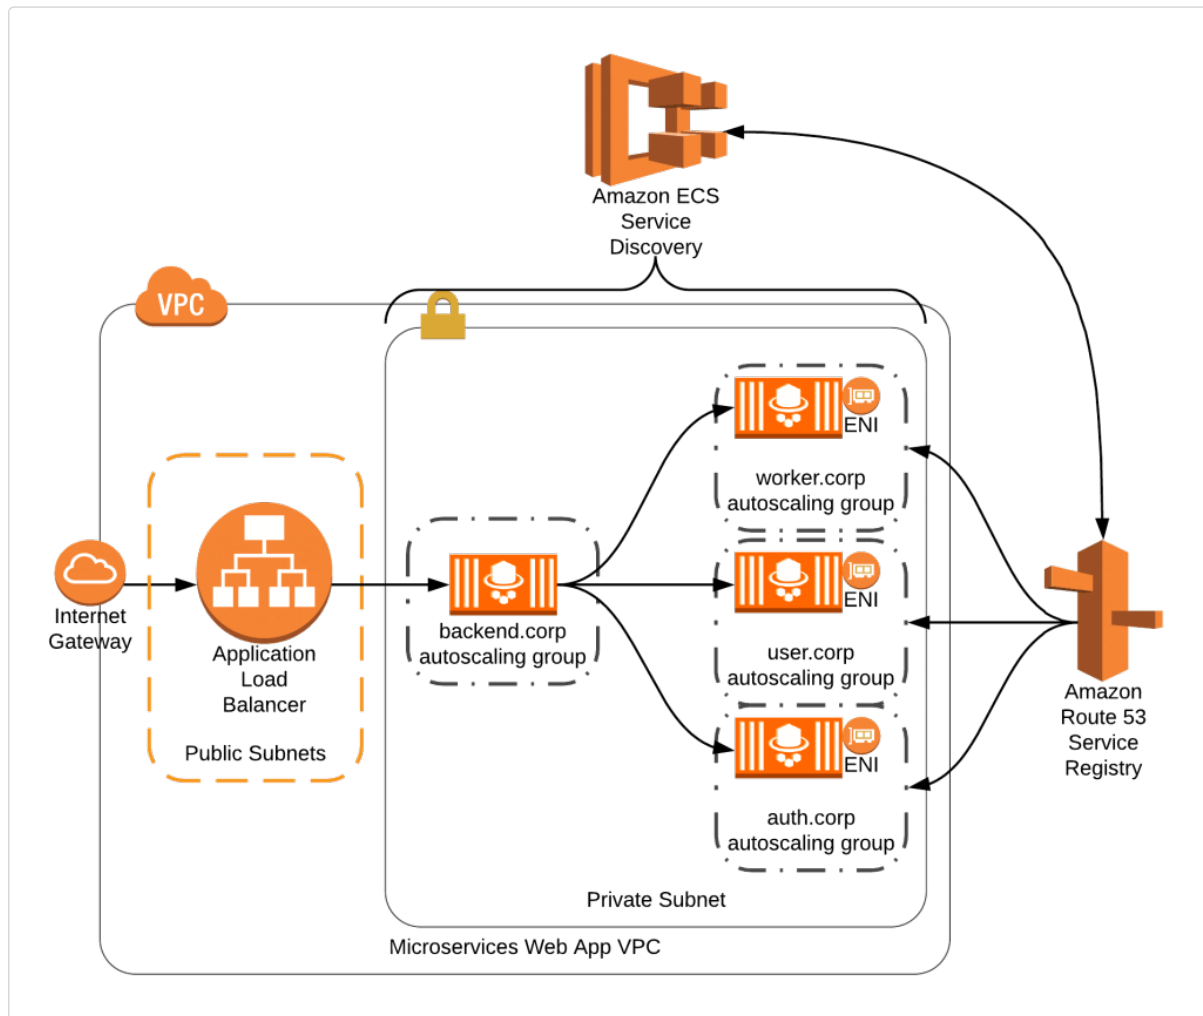 Amazon ECS
Service
Discovery
VPC
ENI
worker.corp
autoscaling group
Internet
Gateway
Application
Load
Balancer
Public Subnets
backend.corp
autoscaling group
ENI
user.corp
autoscaling group
Amazon
Route 53
Service
Registry
ENI
auth.corp
autoscaling group
Private Subnet
Microservices Web App VPC